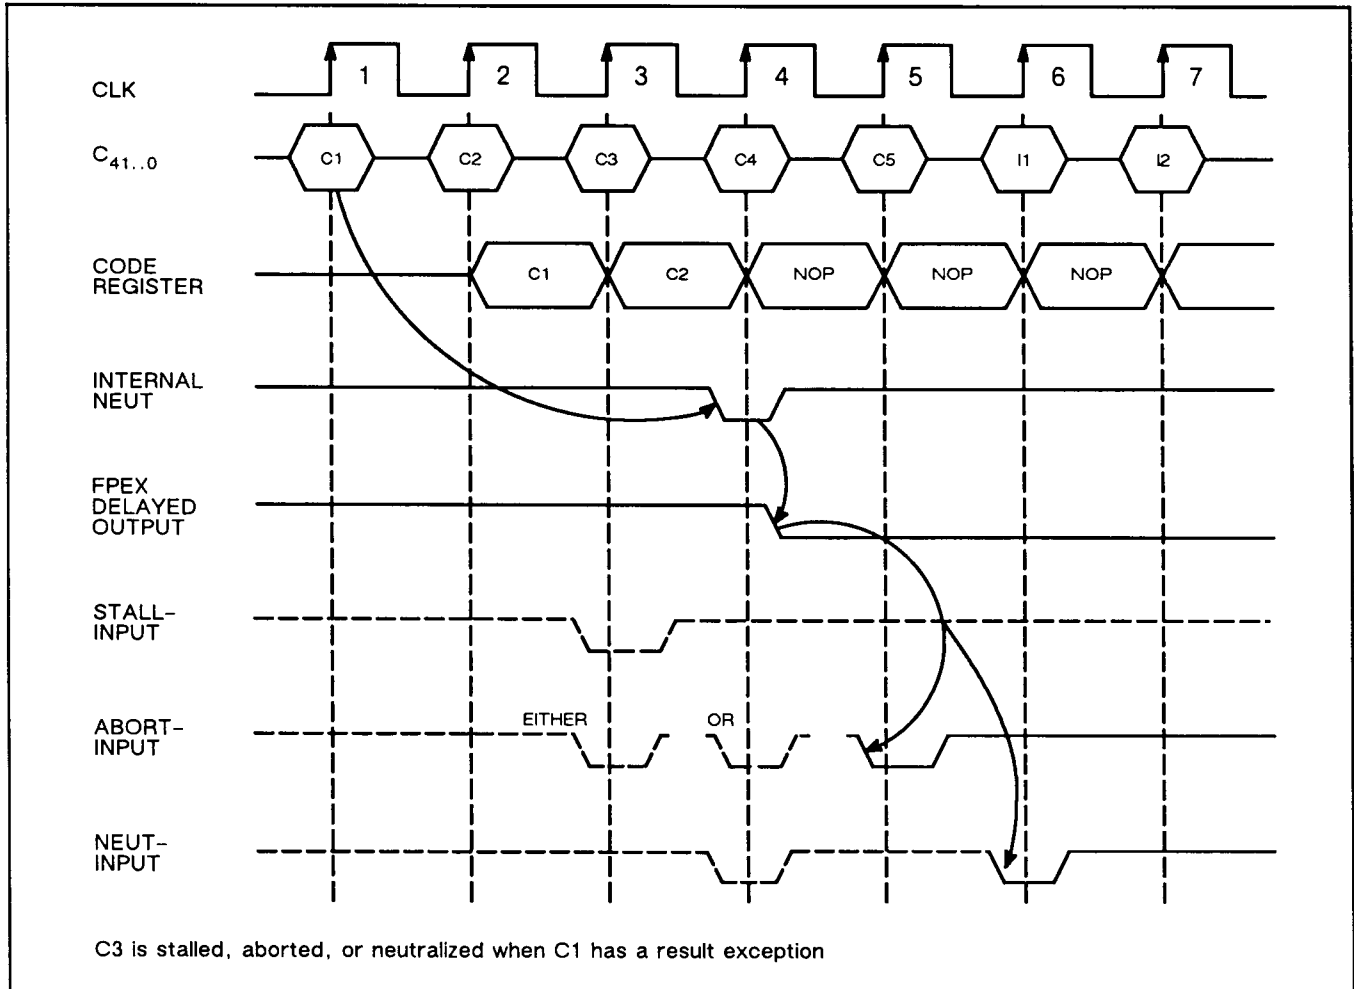 CLK 1 2 3 4 5 6 7
C41..0 C1 C2 C3 C4 C5 I1 I2
CODE
REGISTER
C1 C2 NOP NOP NOP
INTERNAL
NEUT
FPEX
DELAYED
OUTPUT
STALL-
INPUT
ABORT-
INPUT
EITHER OR
NEUT-
INPUT
C3 is stalled, aborted, or neutralized when C1 has a result exception